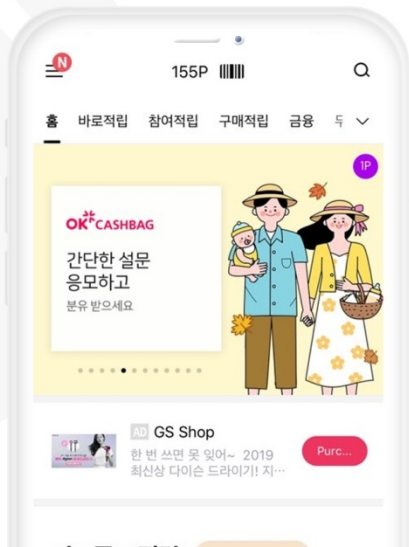 N
155P
홈 바로적립 참여적립 구매적립 금융
1P
OK CASHBAG
간단한 설문
응모하고
분유 받으세요
AD GS Shop
한 번 쓰면 못 잊어~ 2019
최신상 다이슨 드라이기! 지…
Purc...